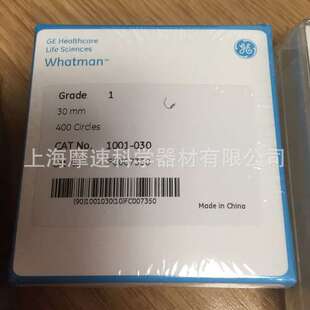 GE Healthcare
Life Sciences
Whatman™
Grade 1
30 mm
400 Circles
CAT No. 1001-030
上海摩速科学器材有限公司
(90)1001030(10)FC007350
Made in China